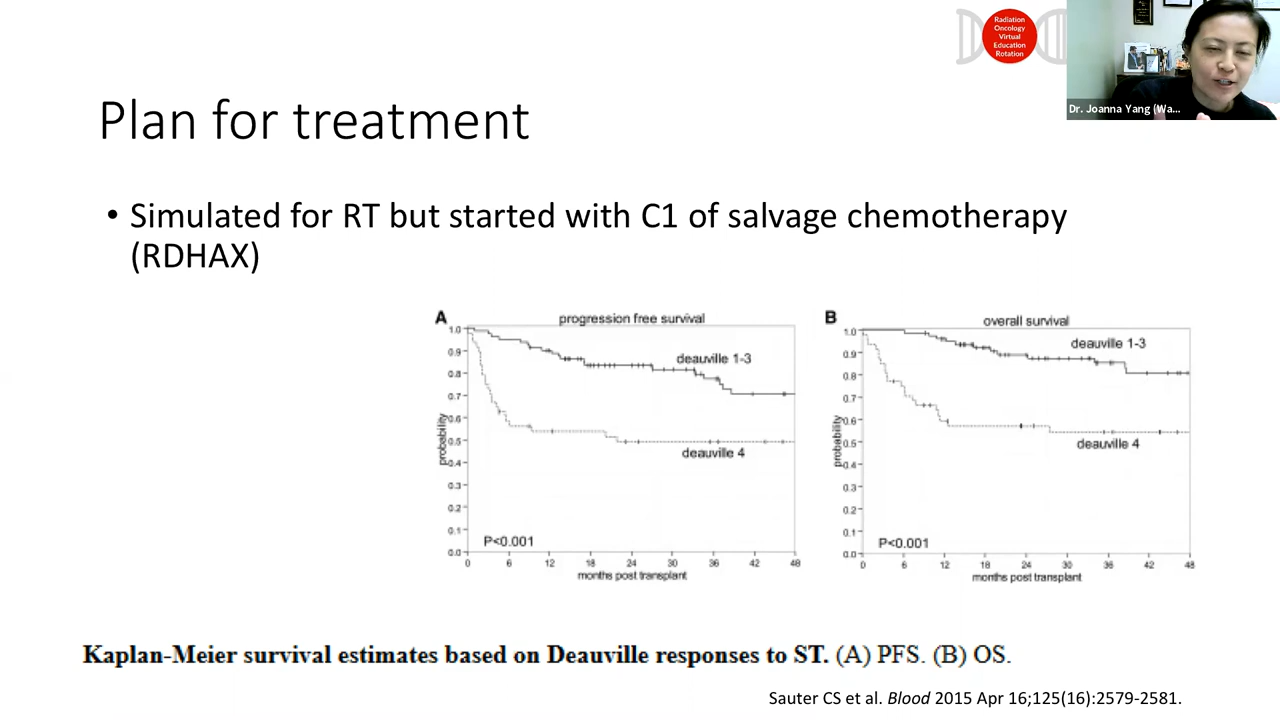 Radiation
Oncology
Virtual
Education
Rotation
Dr. Joanna Yang (Wa...
Plan for treatment
• Simulated for RT but started with C1 of salvage chemotherapy
(RDHAX)
A
progression free survival
1.0
0.9
0.8
0.7
0.6
0.5
0.4
0.3
0.2
0.1
0.0
probability
deauville 1-3
deauville 4
P<0.001
0 6 12 18 24 30 36 42 48
months post transplant
B
overall survival
1.0
0.9
0.8
0.7
0.6
0.5
0.4
0.3
0.2
0.1
0.0
probability
deauville 1-3
deauville 4
P<0.001
0 6 12 18 24 30 36 42 48
months post transplant
Kaplan-Meier survival estimates based on Deauville responses to ST. (A) PFS. (B) OS.
Sauter CS et al. Blood 2015 Apr 16;125(16):2579-2581.